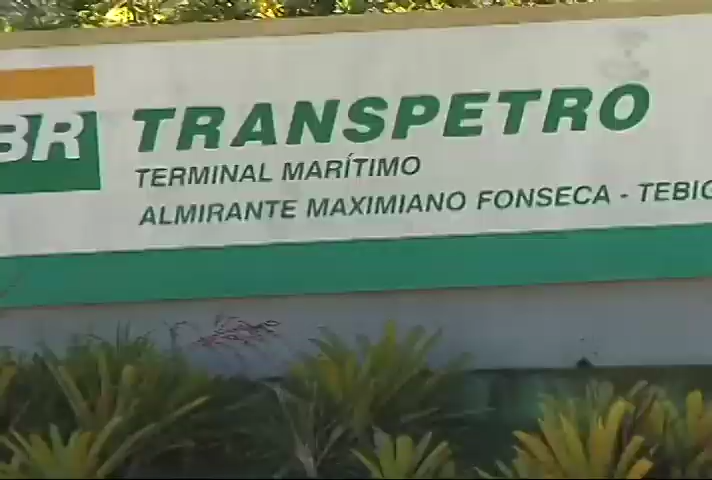 BR
TRANSPETRO
TERMINAL MARÍTIMO
ALMIRANTE MAXIMIANO FONSECA - TEBIG